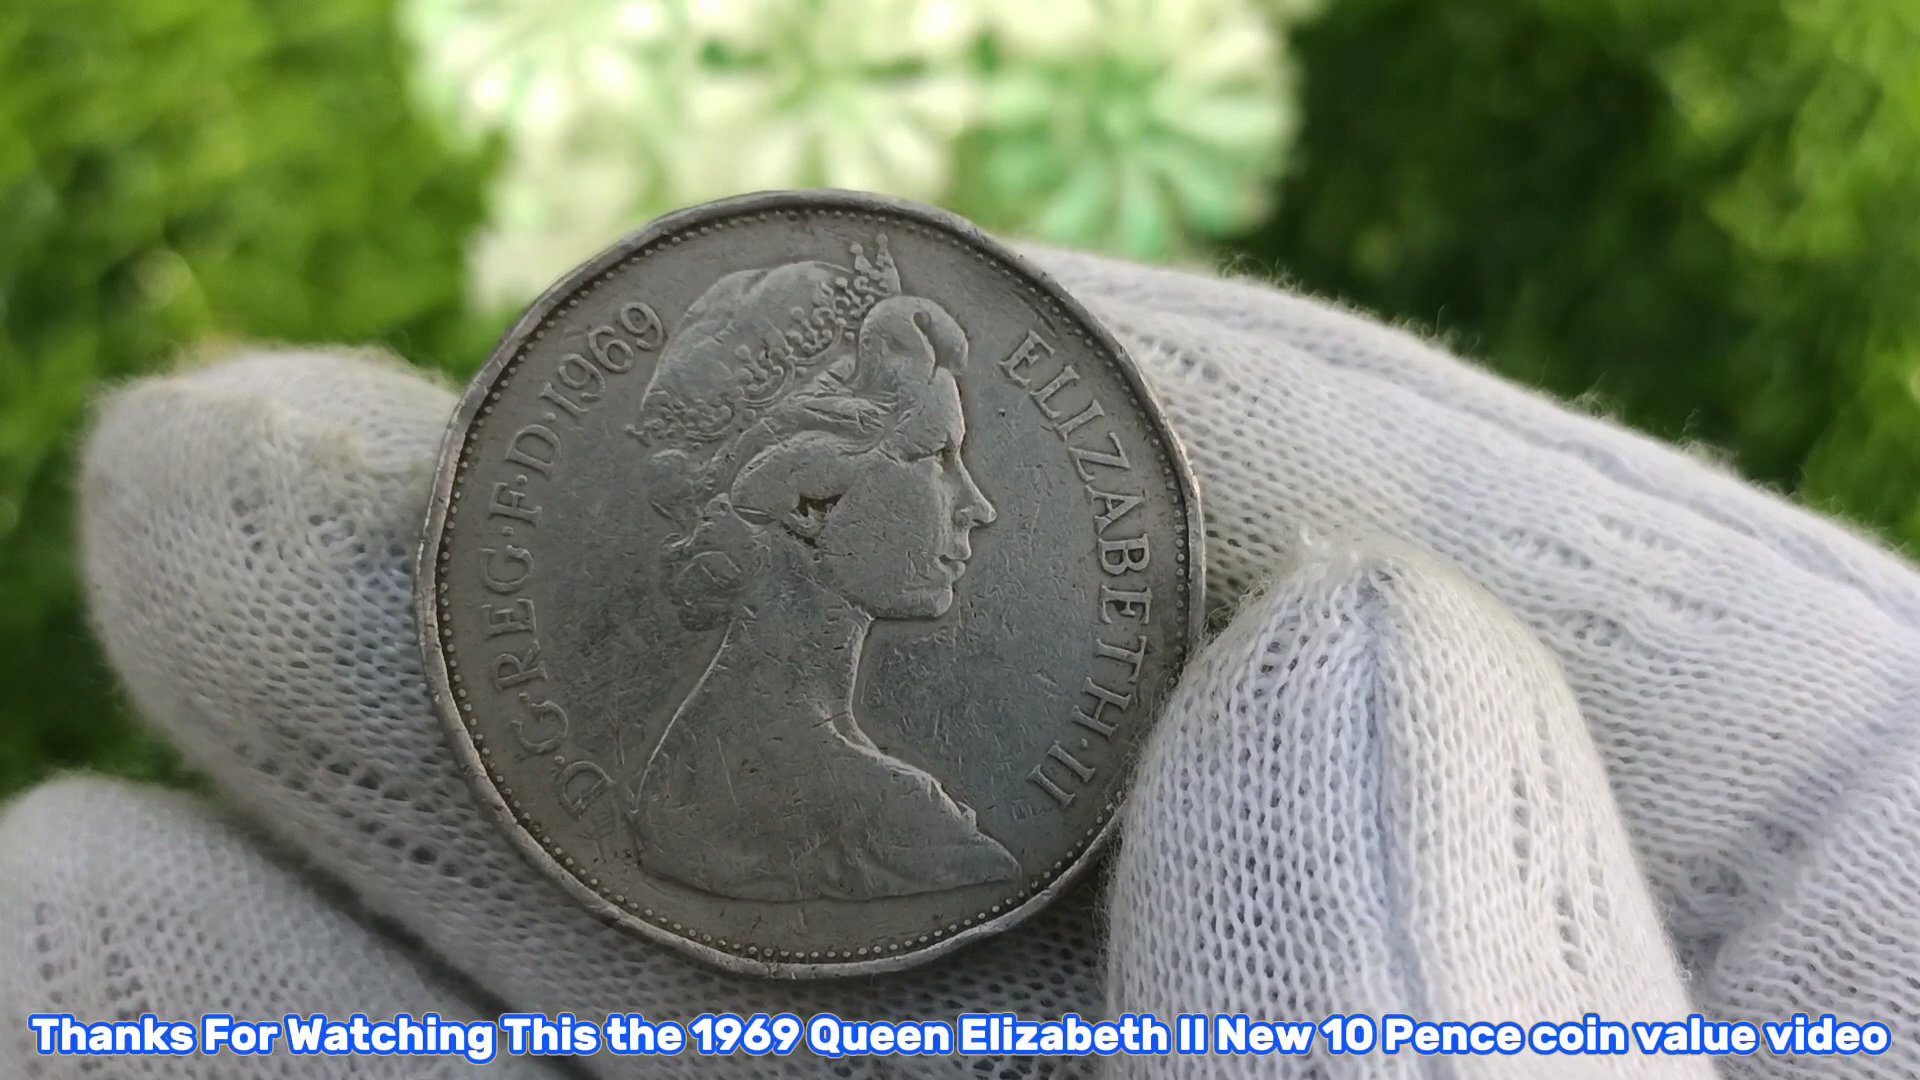 D·G·REG·F·D·1969
ELIZABETH·II
Thanks For Watching This the 1969 Queen Elizabeth II New 10 Pence coin value video